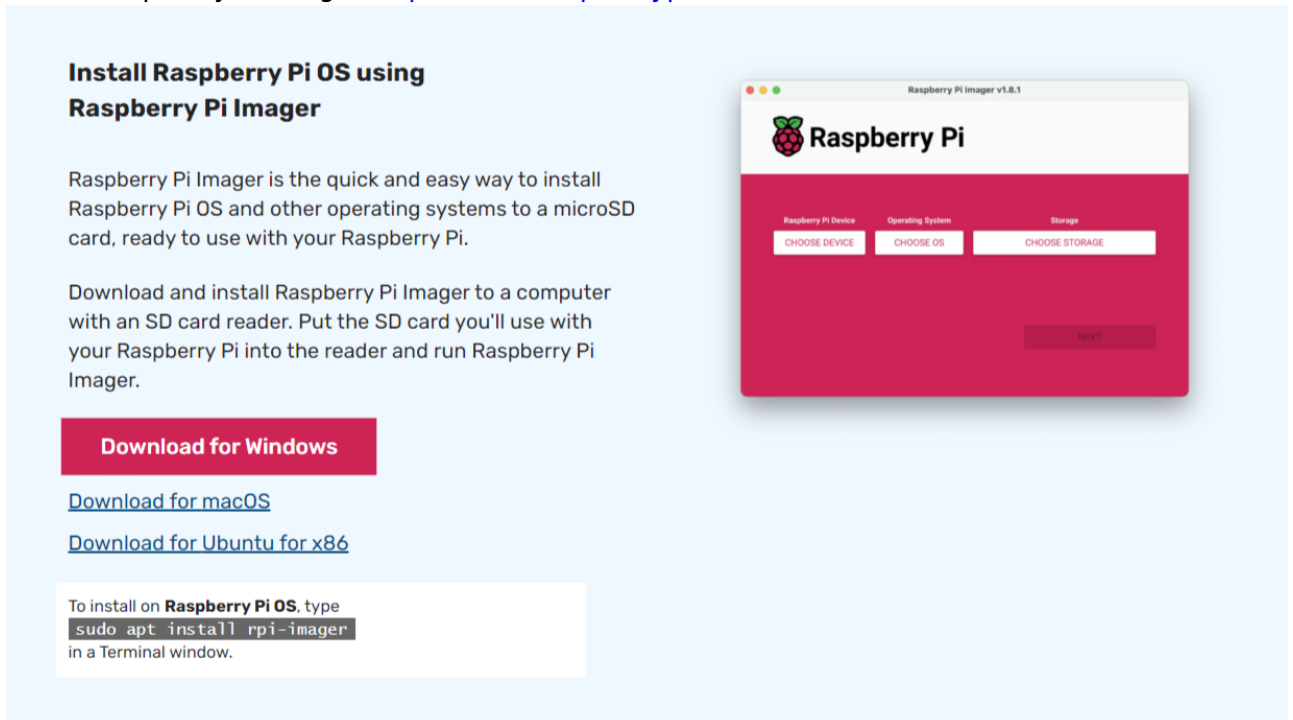 Install Raspberry Pi OS using
Raspberry Pi Imager
Raspberry Pi Imager is the quick and easy way to install
Raspberry Pi OS and other operating systems to a microSD
card, ready to use with your Raspberry Pi.
Download and install Raspberry Pi Imager to a computer
with an SD card reader. Put the SD card you'll use with
your Raspberry Pi into the reader and run Raspberry Pi
Imager.
Download for Windows
Download for macOS
Download for Ubuntu for x86
To install on Raspberry Pi OS, type
sudo apt install rpi-imager
in a Terminal window.
Raspberry Pi Imager v1.8.1
Raspberry Pi
Raspberry Pi Device Operating System Storage
CHOOSE DEVICE CHOOSE OS CHOOSE STORAGE
NEXT